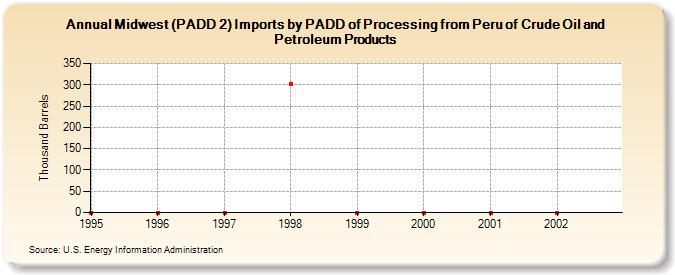 Annual Midwest (PADD 2) Imports by PADD of Processing from Peru of Crude Oil and
Petroleum Products
Thousand Barrels
350
300
250
200
150
100
50
0
1995 1996 1997 1998 1999 2000 2001 2002
Source: U.S. Energy Information Administration